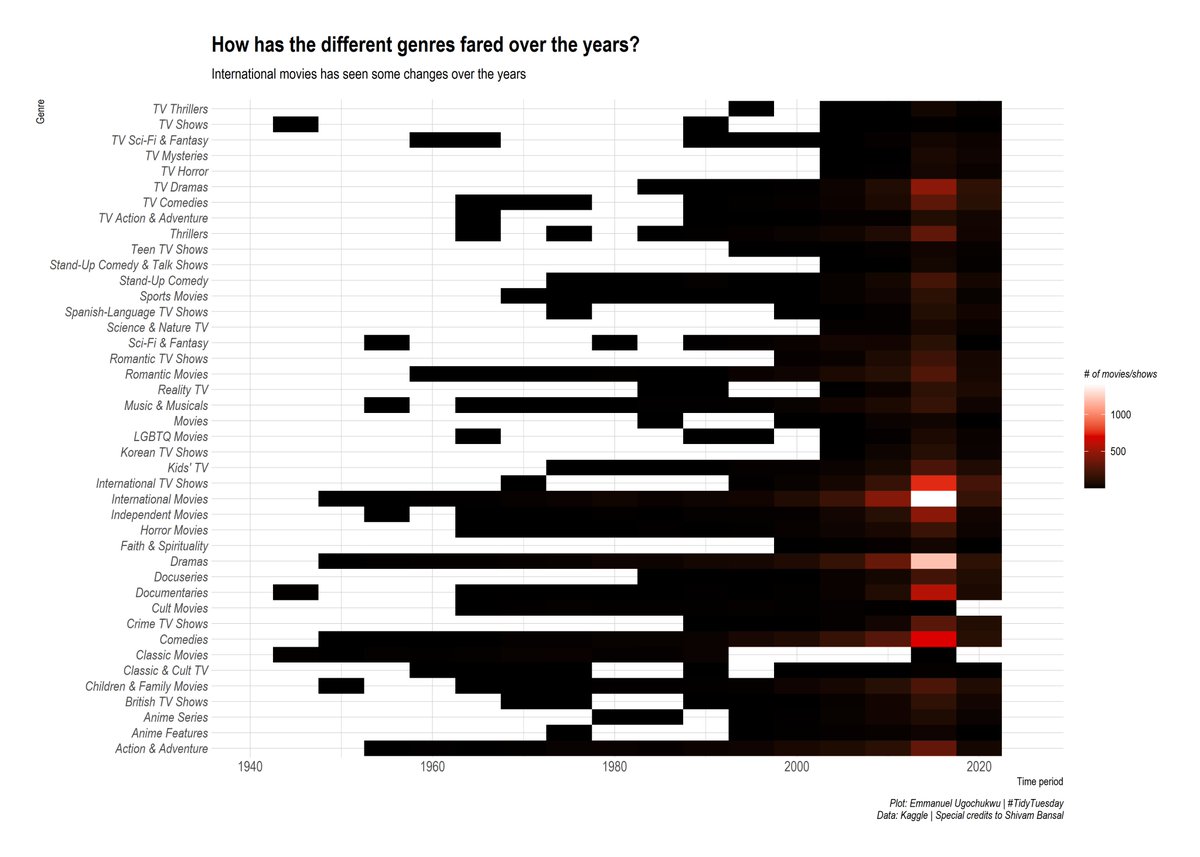 How has the different genres fared over the years?
International movies has seen some changes over the years
Genre
TV Thrillers
TV Shows
TV Sci-Fi & Fantasy
TV Mysteries
TV Horror
TV Dramas
TV Comedies
TV Action & Adventure
Thrillers
Teen TV Shows
Stand-Up Comedy & Talk Shows
Stand-Up Comedy
Sports Movies
Spanish-Language TV Shows
Science & Nature TV
Sci-Fi & Fantasy
Romantic TV Shows
Romantic Movies
Reality TV
Music & Musicals
Movies
LGBTQ Movies
Korean TV Shows
Kids' TV
International TV Shows
International Movies
Independent Movies
Horror Movies
Faith & Spirituality
Dramas
Docuseries
Documentaries
Cult Movies
Crime TV Shows
Comedies
Classic Movies
Classic & Cult TV
Children & Family Movies
British TV Shows
Anime Series
Anime Features
Action & Adventure
1940 1960 1980 2000 2020
Time period
# of movies/shows
1000
500
Plot: Emmanuel Ugochukwu | #TidyTuesday
Data: Kaggle | Special credits to Shivam Bansal